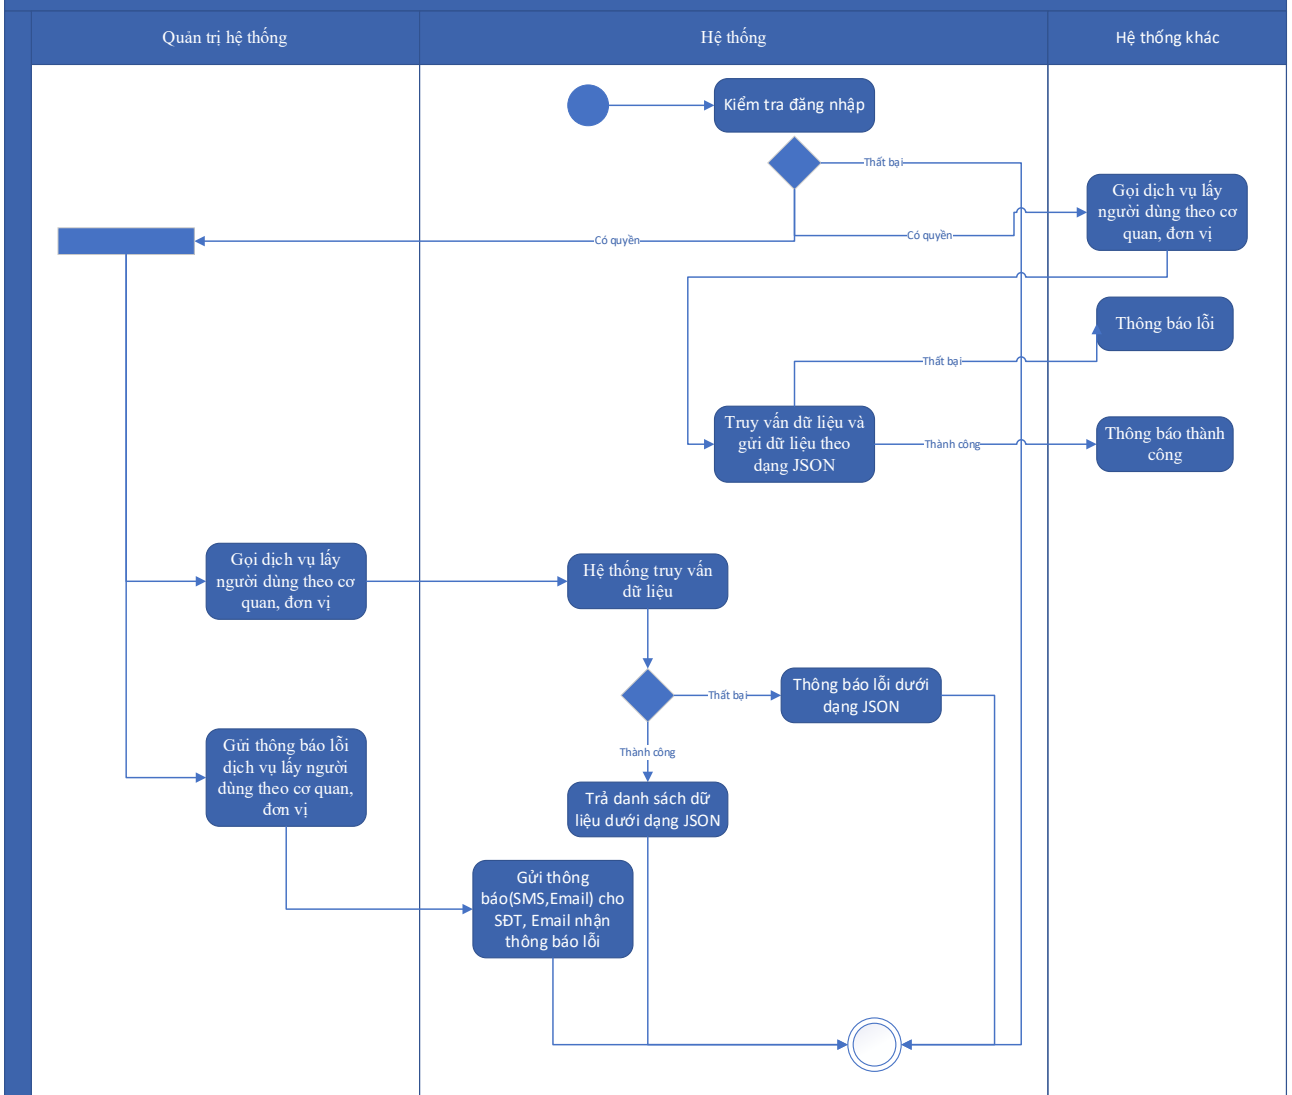 Quản trị hệ thống
Hệ thống
Hệ thống khác
Kiểm tra đăng nhập
Thất bại
Gọi dịch vụ lấy
người dùng theo cơ
quan, đơn vị
Có quyền
Có quyền
Thông báo lỗi
Thất bại
Truy vấn dữ liệu và
gửi dữ liệu theo
dạng JSON
Thành công
Thông báo thành
công
Gọi dịch vụ lấy
người dùng theo cơ
quan, đơn vị
Hệ thống truy vấn
dữ liệu
Thất bại
Thông báo lỗi dưới
dạng JSON
Thành công
Gửi thông báo lỗi
dịch vụ lấy người
dùng theo cơ quan,
đơn vị
Trả danh sách dữ
liệu dưới dạng JSON
Gửi thông
báo(SMS,Email) cho
SĐT, Email nhận
thông báo lỗi